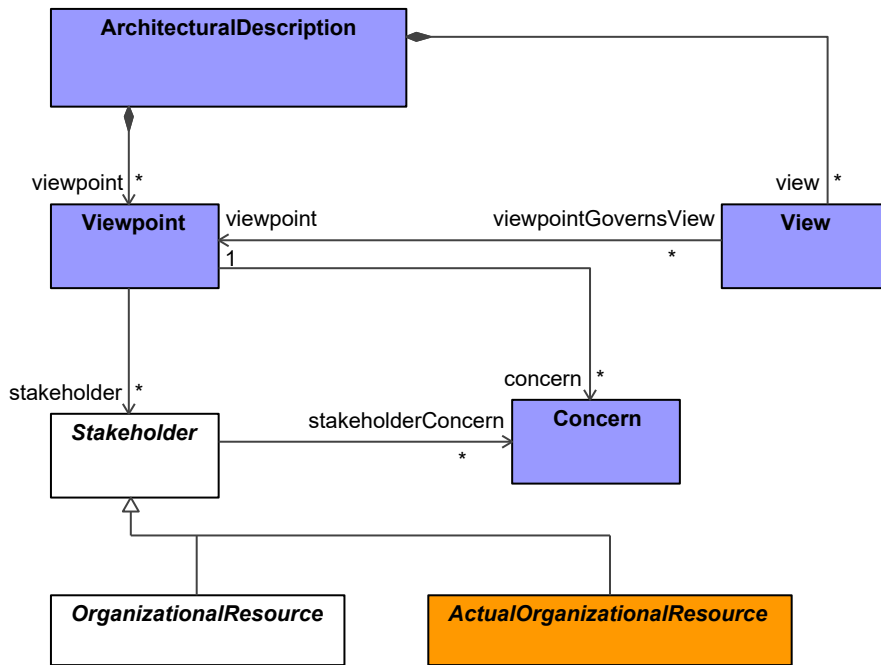 ArchitecturalDescription
viewpoint *
view *
Viewpoint
viewpoint
viewpointGovernsView
View
1
*
stakeholder *
concern *
Stakeholder
stakeholderConcern
*
Concern
OrganizationalResource
ActualOrganizationalResource